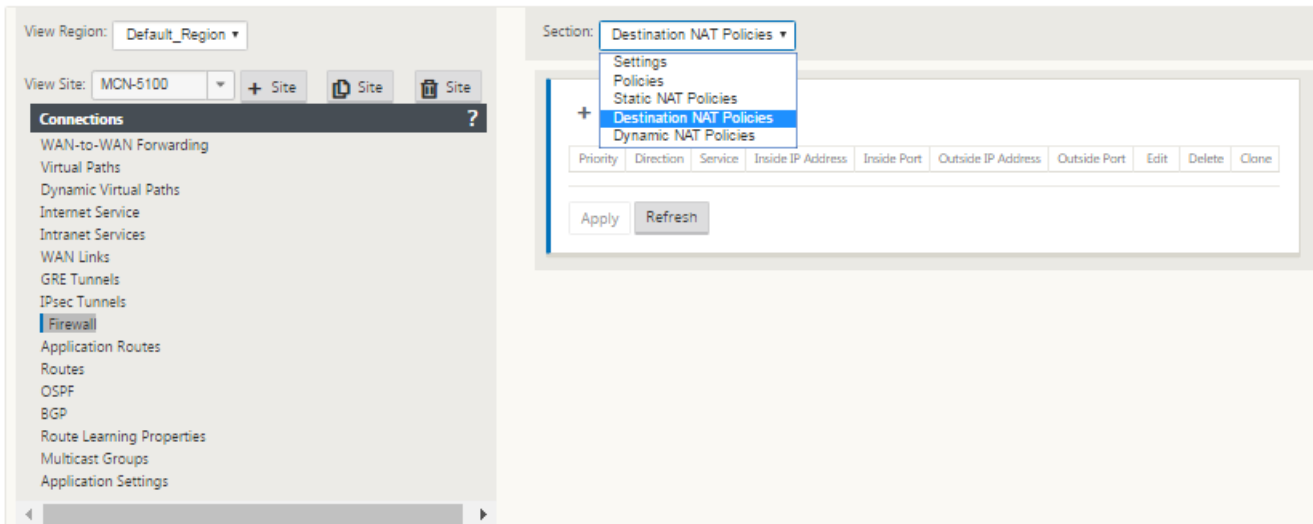 View Region: Default_Region
Section: Destination NAT Policies
Settings
Policies
Static NAT Policies
Destination NAT Policies
Dynamic NAT Policies
View Site: MCN-5100 + Site Site Site
Connections ?
WAN-to-WAN Forwarding
Virtual Paths
Dynamic Virtual Paths
Internet Service
Intranet Services
WAN Links
GRE Tunnels
IPsec Tunnels
Firewall
Application Routes
Routes
OSPF
BGP
Route Learning Properties
Multicast Groups
Application Settings
+
Priority Direction Service Inside IP Address Inside Port Outside IP Address Outside Port Edit Delete Clone
Apply Refresh